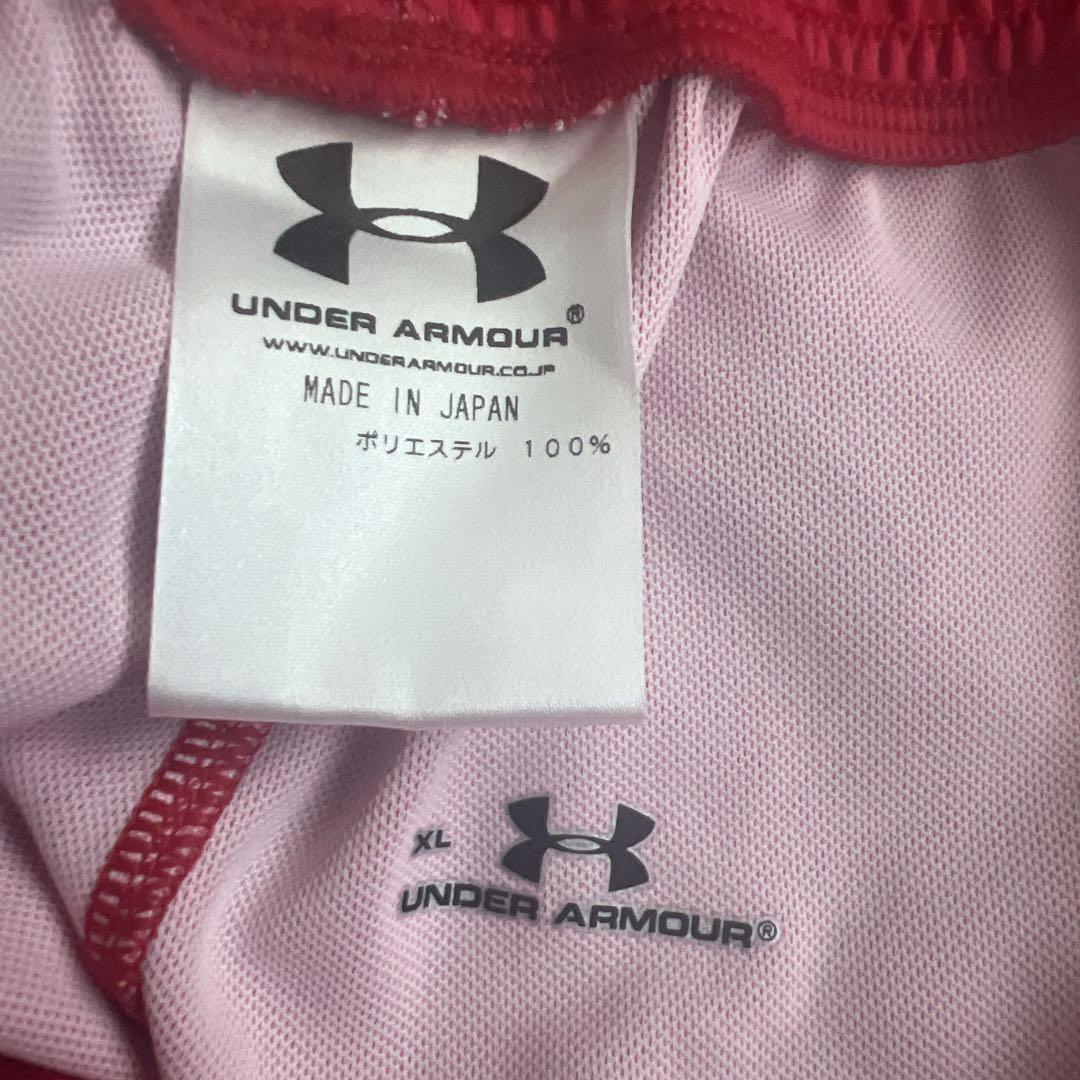 UNDER ARMOUR®
WWW.UNDERARMOUR.CO.JP
MADE IN JAPAN
ポリエステル 100%
XL
UNDER ARMOUR®